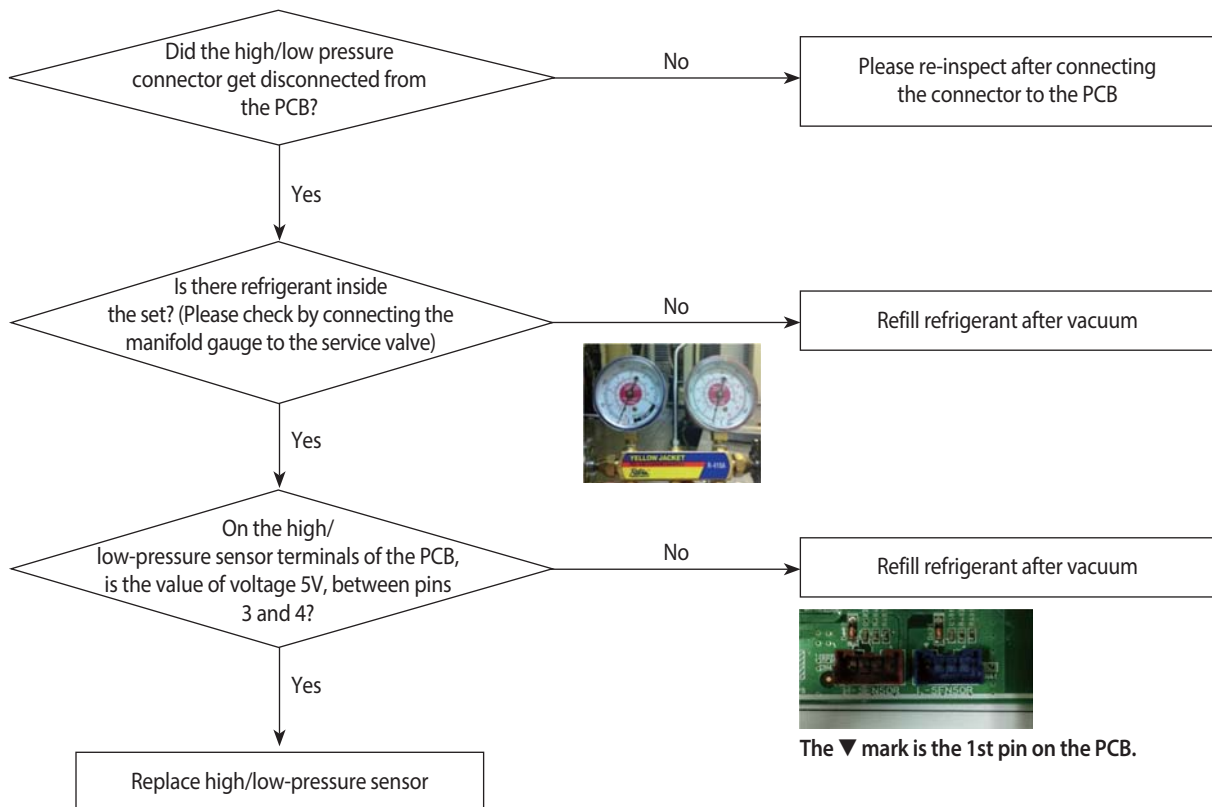 Did the high/low pressure
connector get disconnected from
the PCB?
No
Please re-inspect after connecting
the connector to the PCB
Yes
Is there refrigerant inside
the set? (Please check by connecting the
manifold gauge to the service valve)
No
Refill refrigerant after vacuum
YELLOW JACKET
R-410A
Yes
On the high/
low-pressure sensor terminals of the PCB,
is the value of voltage 5V, between pins
3 and 4?
No
Refill refrigerant after vacuum
H-SENSOR
L-SENSOR
The ▼ mark is the 1st pin on the PCB.
Yes
Replace high/low-pressure sensor